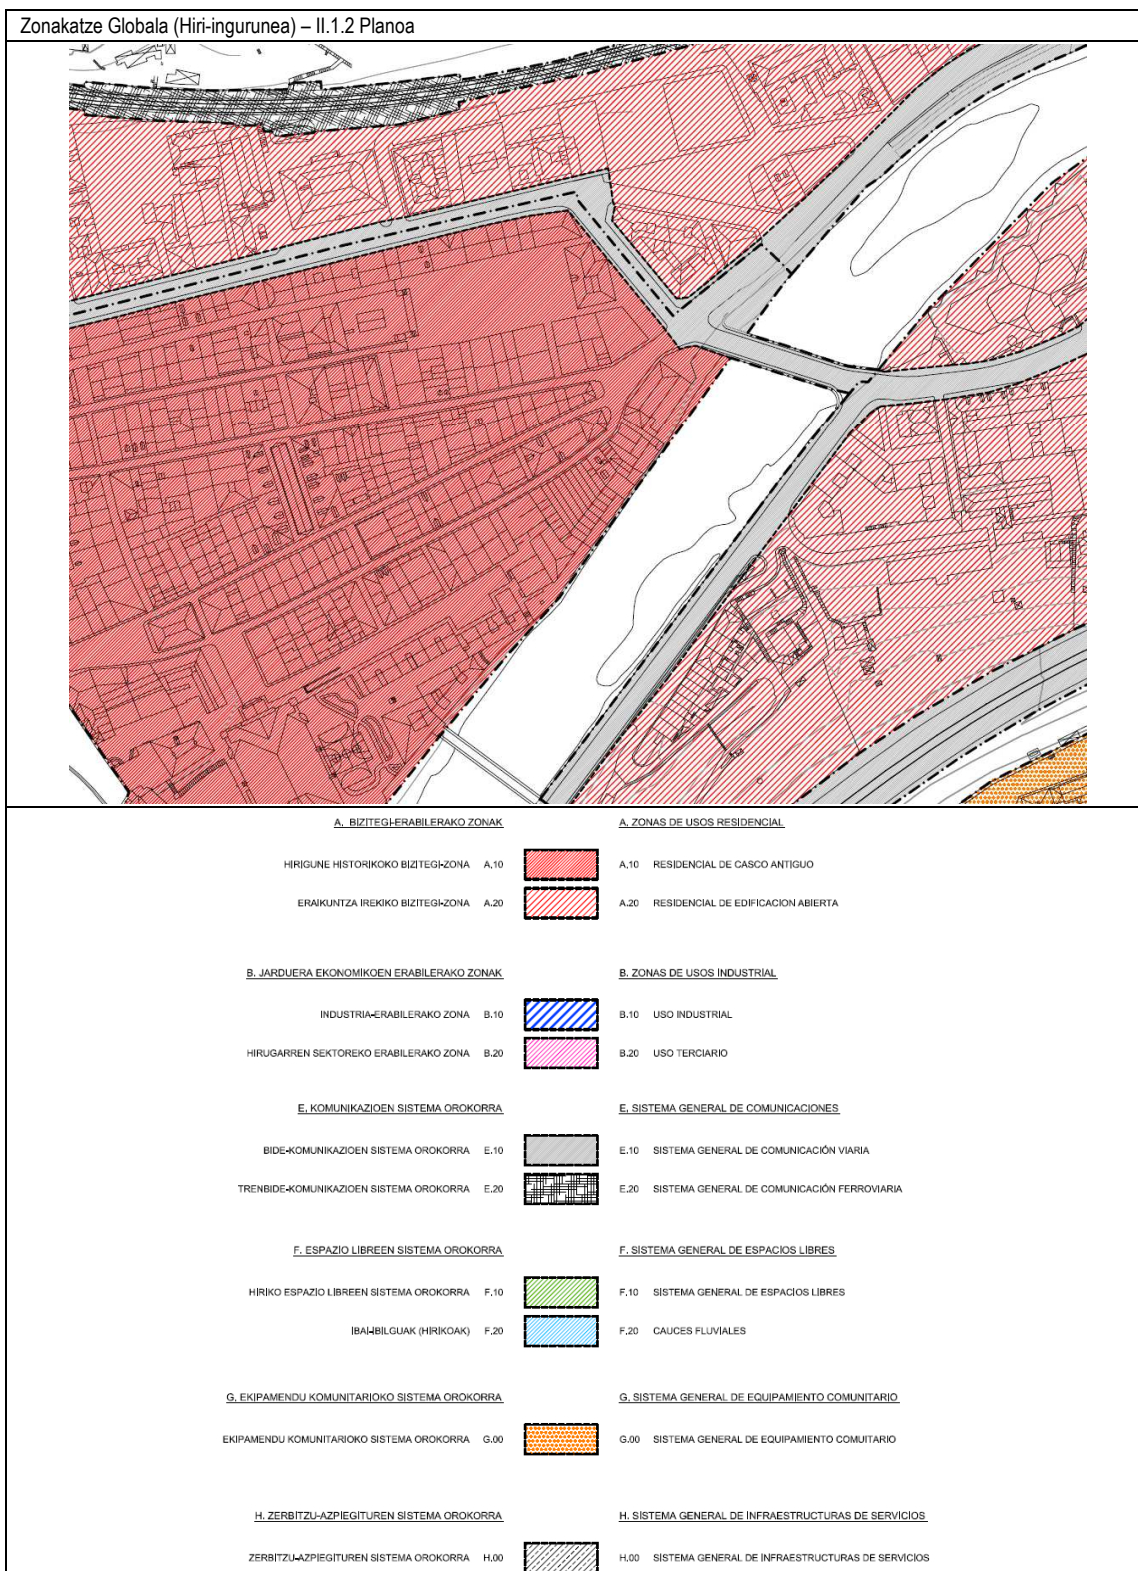 Zonakatze Globala (Hiri-ingurunea) – II.1.2 Planoa
A. BIZITEGI-ERABILERAKO ZONAK A. ZONAS DE USOS RESIDENCIAL
HIRIGUNE HISTORIKOKO BIZITEGI-ZONA A.10 A.10 RESIDENCIAL DE CASCO ANTIGUO
ERAIKUNTZA IREKIKO BIZITEGI-ZONA A.20 A.20 RESIDENCIAL DE EDIFICACION ABIERTA
B. JARDUERA EKONOMIKOEN ERABILERAKO ZONAK B. ZONAS DE USOS INDUSTRIAL
INDUSTRIA-ERABILERAKO ZONA B.10 B.10 USO INDUSTRIAL
HIRUGARREN SEKTOREKO ERABILERAKO ZONA B.20 B.20 USO TERCIARIO
E. KOMUNIKAZIOEN SISTEMA OROKORRA E. SISTEMA GENERAL DE COMUNICACIONES
BIDE-KOMUNIKAZIOEN SISTEMA OROKORRA E.10 E.10 SISTEMA GENERAL DE COMUNICACIÓN VIARIA
TRENBIDE-KOMUNIKAZIOEN SISTEMA OROKORRA E.20 E.20 SISTEMA GENERAL DE COMUNICACIÓN FERROVIARIA
F. ESPAZIO LIBREEN SISTEMA OROKORRA F. SISTEMA GENERAL DE ESPACIOS LIBRES
HIRIKO ESPAZIO LIBREEN SISTEMA OROKORRA F.10 F.10 SISTEMA GENERAL DE ESPACIOS LIBRES
IBAI-IBILGUAK (HIRIKOAK) F.20 F.20 CAUCES FLUVIALES
G. EKIPAMENDU KOMUNITARIOKO SISTEMA OROKORRA G. SISTEMA GENERAL DE EQUIPAMIENTO COMUNITARIO
EKIPAMENDU KOMUNITARIOKO SISTEMA OROKORRA G.00 G.00 SISTEMA GENERAL DE EQUIPAMIENTO COMUITARIO
H. ZERBITZU-AZPIEGITUREN SISTEMA OROKORRA H. SISTEMA GENERAL DE INFRAESTRUCTURAS DE SERVICIOS
ZERBITZU-AZPIEGITUREN SISTEMA OROKORRA H.00 H.00 SISTEMA GENERAL DE INFRAESTRUCTURAS DE SERVICIOS